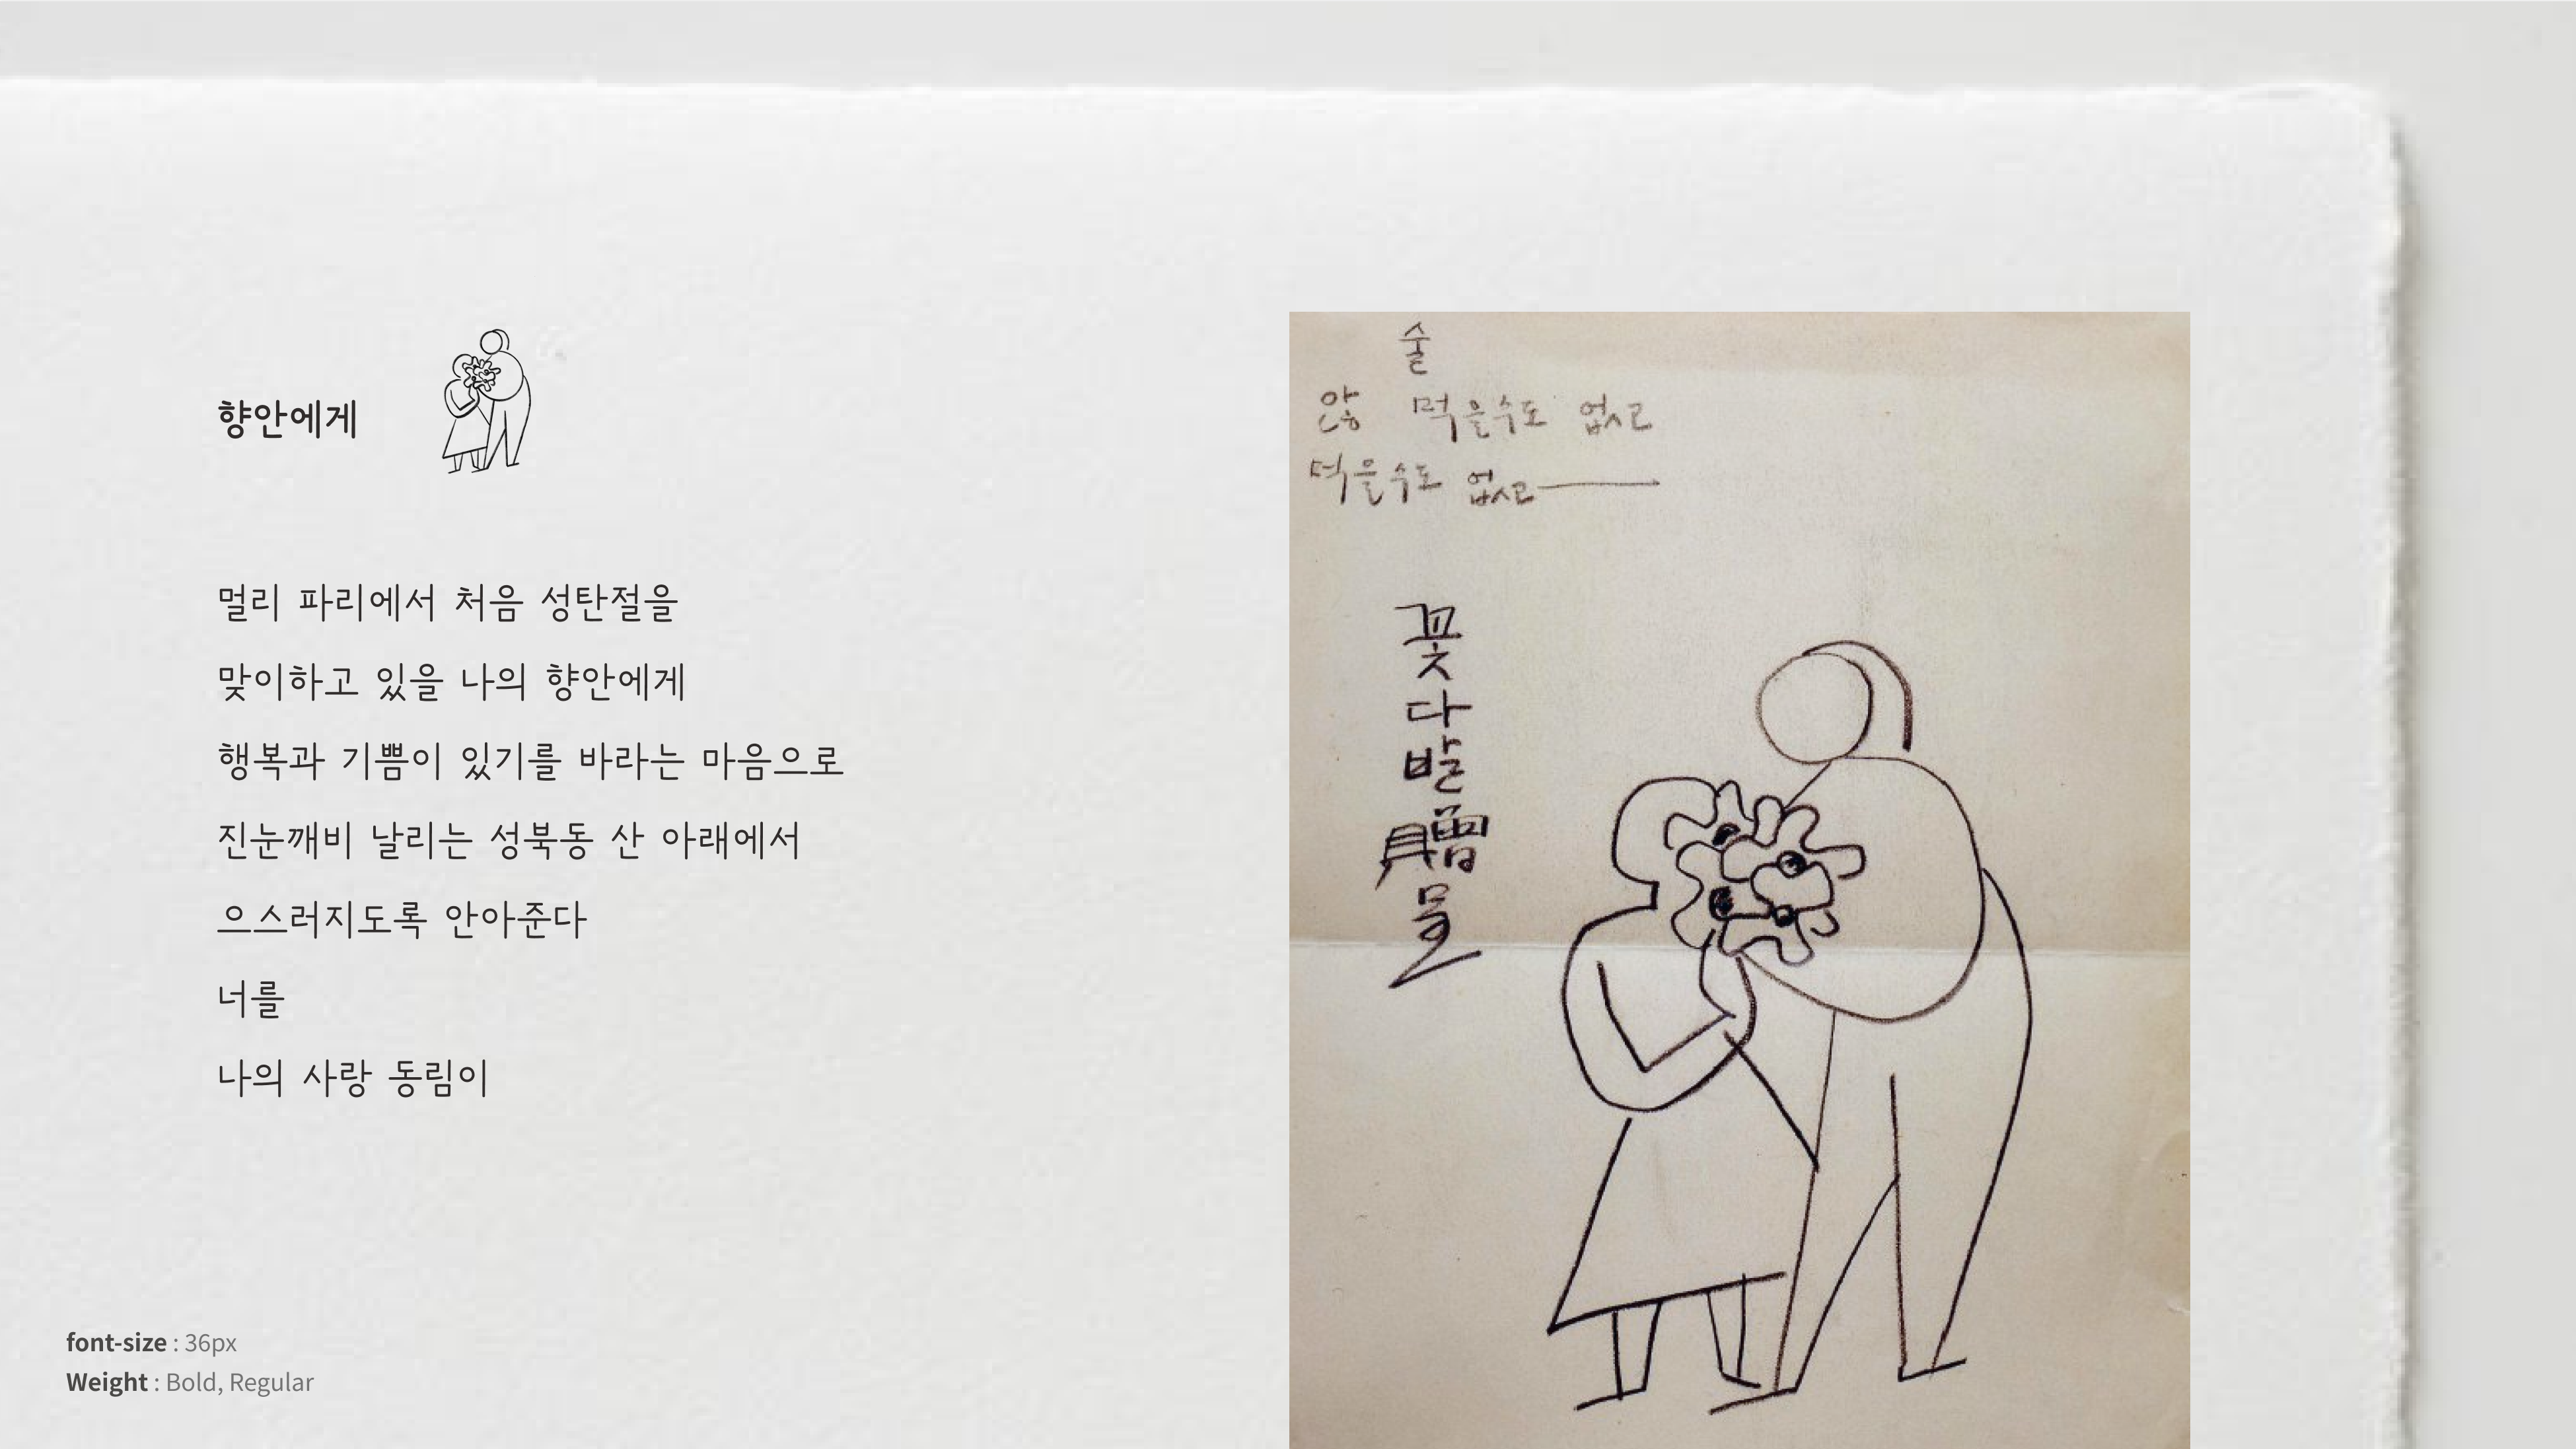 향안에게
멀리 파리에서 처음 성탄절을
맞이하고 있을 나의 향안에게
행복과 기쁨이 있기를 바라는 마음으로
진눈깨비 날리는 성북동 산 아래에서
으스러지도록 안아준다
너를
나의 사랑 동림이
font-size : 36px
Weight : Bold, Regular
술
않 먹을수도 없고
먹을수도 없고
꽃다발贈呈